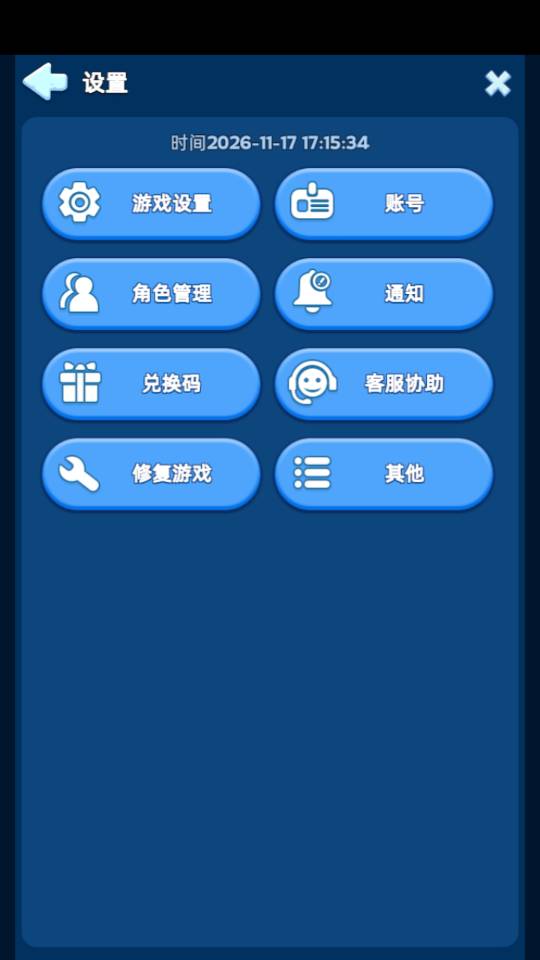 设置
时间2026-11-17 17:15:34
游戏设置
账号
角色管理
通知
兑换码
客服协助
修复游戏
其他